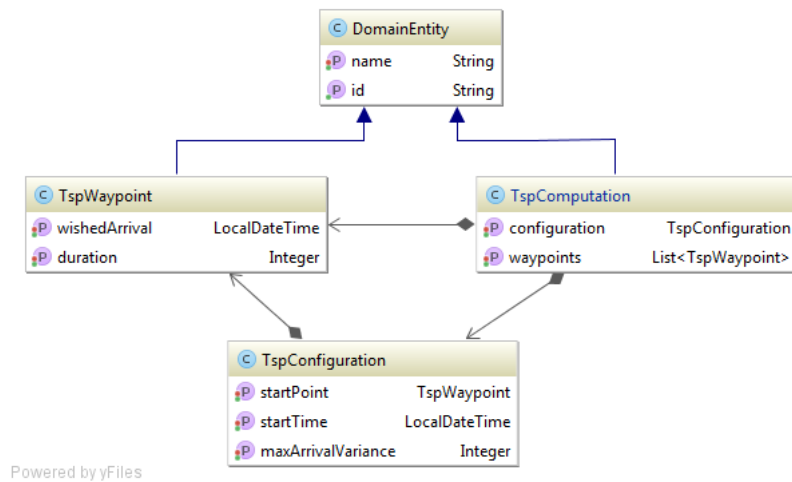 C DomainEntity
P name String
P id String
C TspWaypoint
P wishedArrival LocalDateTime
P duration Integer
C TspComputation
P configuration TspConfiguration
P waypoints List<TspWaypoint>
C TspConfiguration
P startPoint TspWaypoint
P startTime LocalDateTime
P maxArrivalVariance Integer
Powered by yFiles